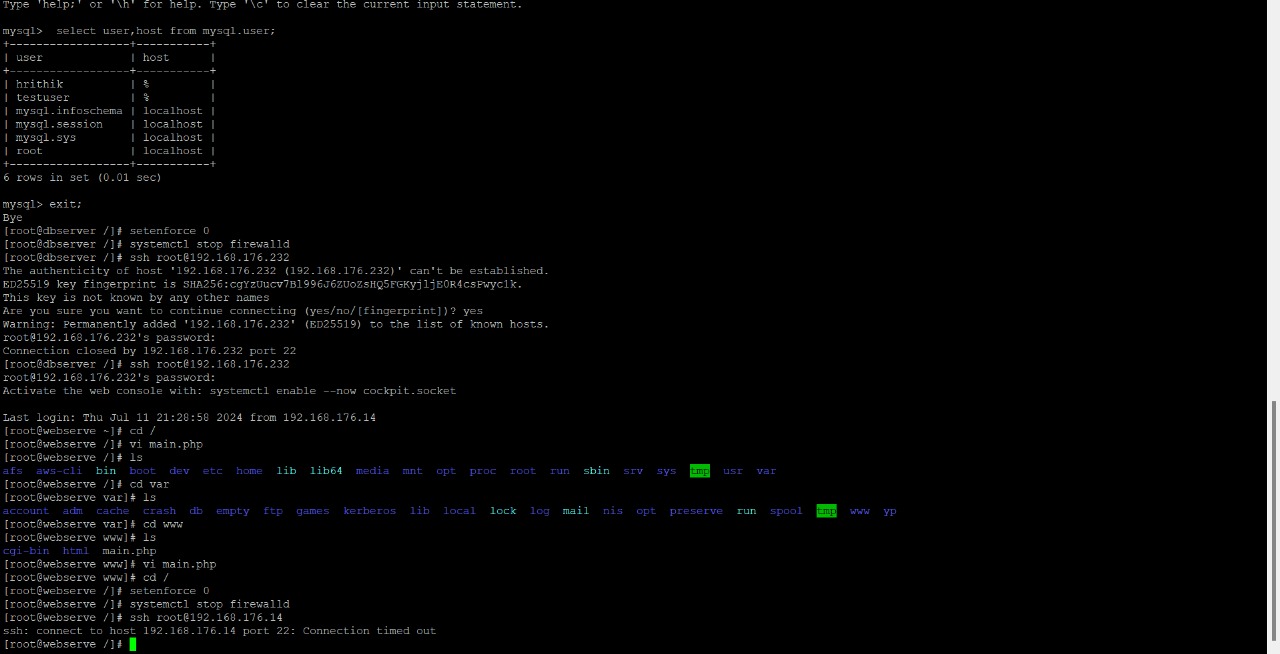 Type 'help;' or '\h' for help. Type '\c' to clear the current input statement.
mysql>  select user,host from mysql.user;
+------------------+-----------+
| user             | host      |
+------------------+-----------+
| hrithik          | %         |
| testuser         | %         |
| mysql.infoschema | localhost |
| mysql.session    | localhost |
| mysql.sys        | localhost |
| root             | localhost |
+------------------+-----------+
6 rows in set (0.01 sec)
mysql> exit;
Bye
[root@dbserver /]# setenforce 0
[root@dbserver /]# systemctl stop firewalld
[root@dbserver /]# ssh root@192.168.176.232
The authenticity of host '192.168.176.232 (192.168.176.232)' can't be established.
ED25519 key fingerprint is SHA256:cgYzUucv7Bl996J6ZUoZsHQ5FGKyjljE0R4csPwyc1k.
This key is not known by any other names
Are you sure you want to continue connecting (yes/no/[fingerprint])? yes
Warning: Permanently added '192.168.176.232' (ED25519) to the list of known hosts.
root@192.168.176.232's password:
Connection closed by 192.168.176.232 port 22
[root@dbserver /]# ssh root@192.168.176.232
root@192.168.176.232's password:
Activate the web console with: systemctl enable --now cockpit.socket
Last login: Thu Jul 11 21:28:58 2024 from 192.168.176.14
[root@webserve ~]# cd /
[root@webserve /]# vi main.php
[root@webserve /]# ls
afs  aws-cli  bin  boot  dev  etc  home  lib  lib64  media  mnt  opt  proc  root  run  sbin  srv  sys  tmp  usr  var
[root@webserve /]# cd var
[root@webserve var]# ls
account  adm  cache  crash  db  empty  ftp  games  kerberos  lib  local  lock  log  mail  nis  opt  preserve  run  spool  tmp  www  yp
[root@webserve var]# cd www
[root@webserve www]# ls
cgi-bin  html  main.php
[root@webserve www]# vi main.php
[root@webserve www]# cd /
[root@webserve /]# setenforce 0
[root@webserve /]# systemctl stop firewalld
[root@webserve /]# ssh root@192.168.176.14
ssh: connect to host 192.168.176.14 port 22: Connection timed out
[root@webserve /]#